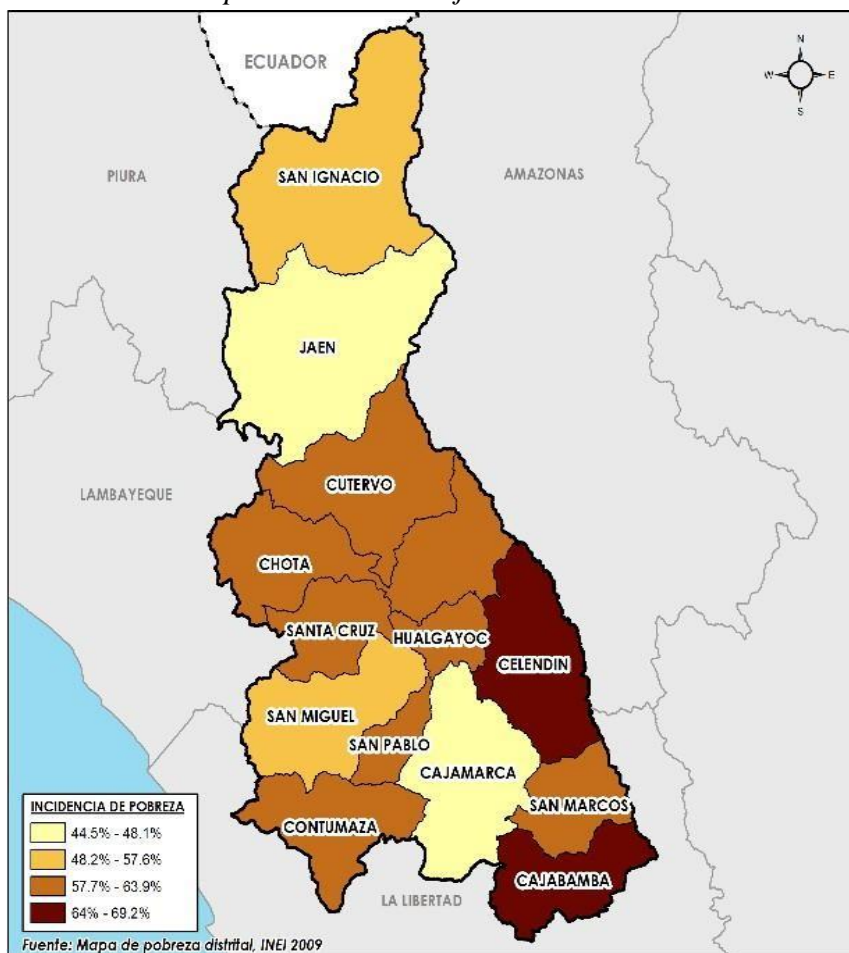 ECUADOR
N
W
E
S
PIURA
SAN IGNACIO
AMAZONAS
JAEN
LAMBAYEQUE
CUTERVO
CHOTA
SANTA CRUZ
HUALGAYOC
CELENDIN
SAN MIGUEL
SAN PABLO
CAJAMARCA
SAN MARCOS
CONTUMAZA
CAJABAMBA
LA LIBERTAD
INCIDENCIA DE POBREZA
44.5% - 48.1%
48.2% - 57.6%
57.7% - 63.9%
64% - 69.2%
Fuente: Mapa de pobreza distrital, INEI 2009